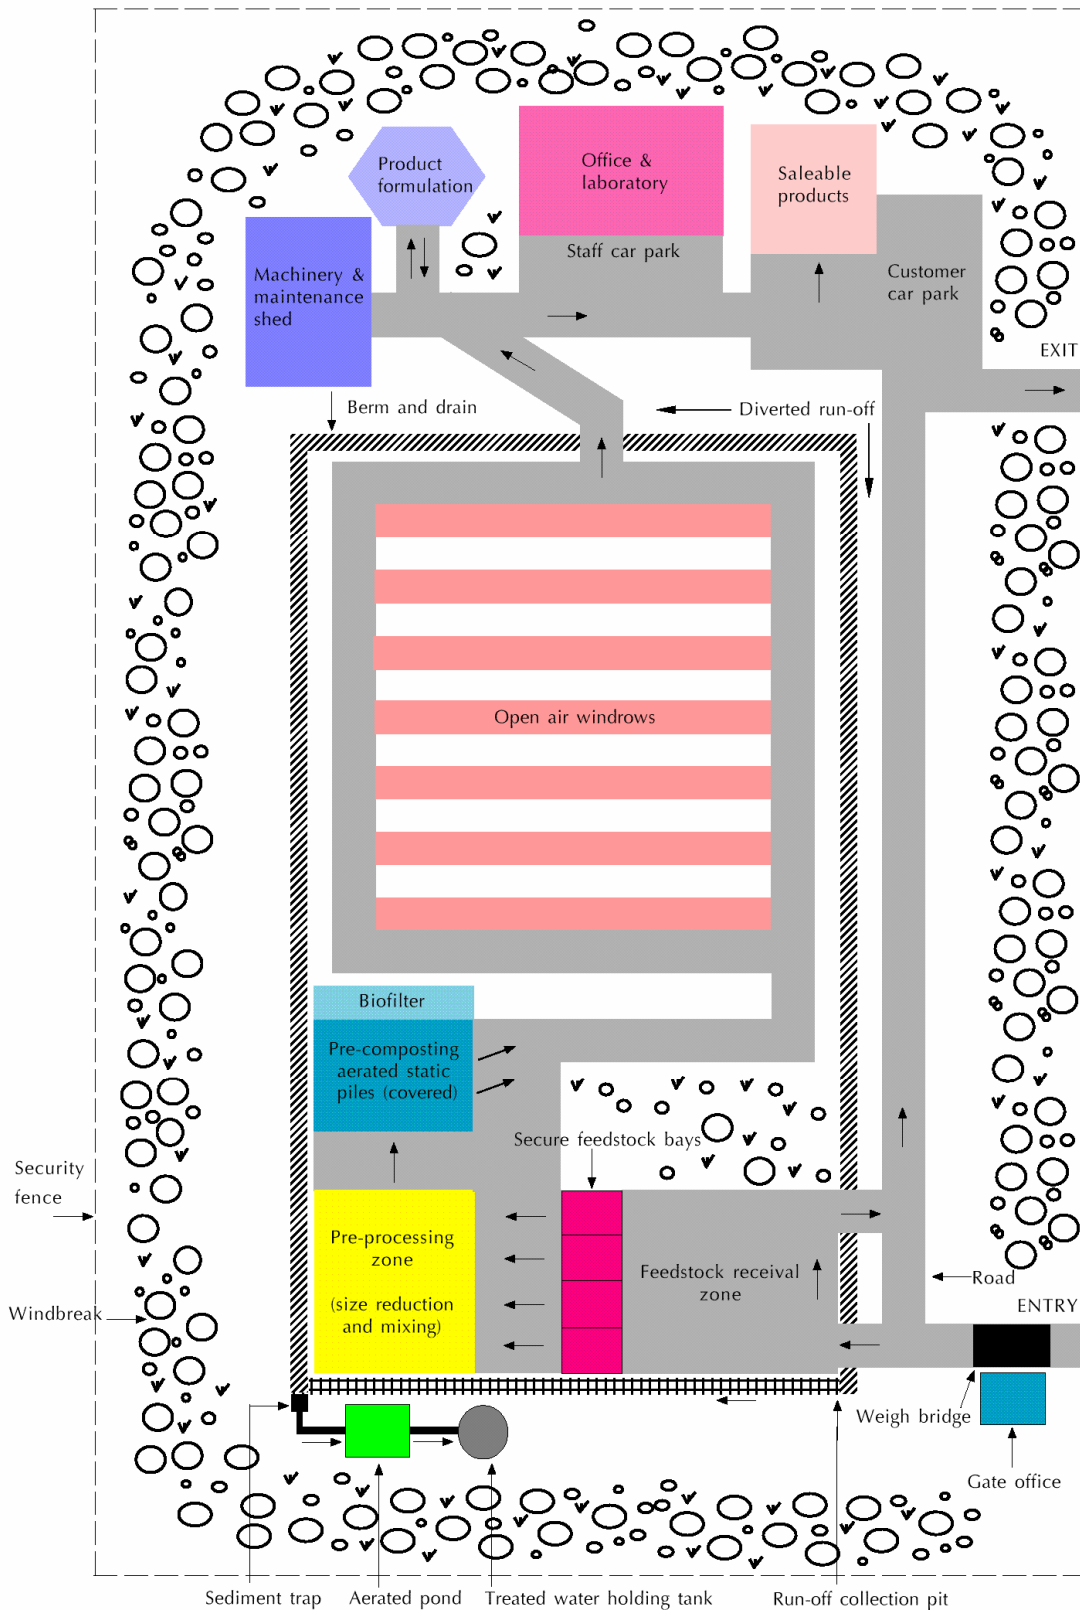 Product
formulation
Office &
laboratory
Saleable
products
Staff car park
Machinery &
maintenance
shed
Customer
car park
EXIT
Berm and drain
Diverted run-off
Open air windrows
Biofilter
Pre-composting
aerated static
piles (covered)
Secure feedstock bays
Security
fence
Pre-processing
zone
(size reduction
and mixing)
Feedstock receival
zone
Road
Windbreak
ENTRY
Weigh bridge
Gate office
Sediment trap
Aerated pond
Treated water holding tank
Run-off collection pit